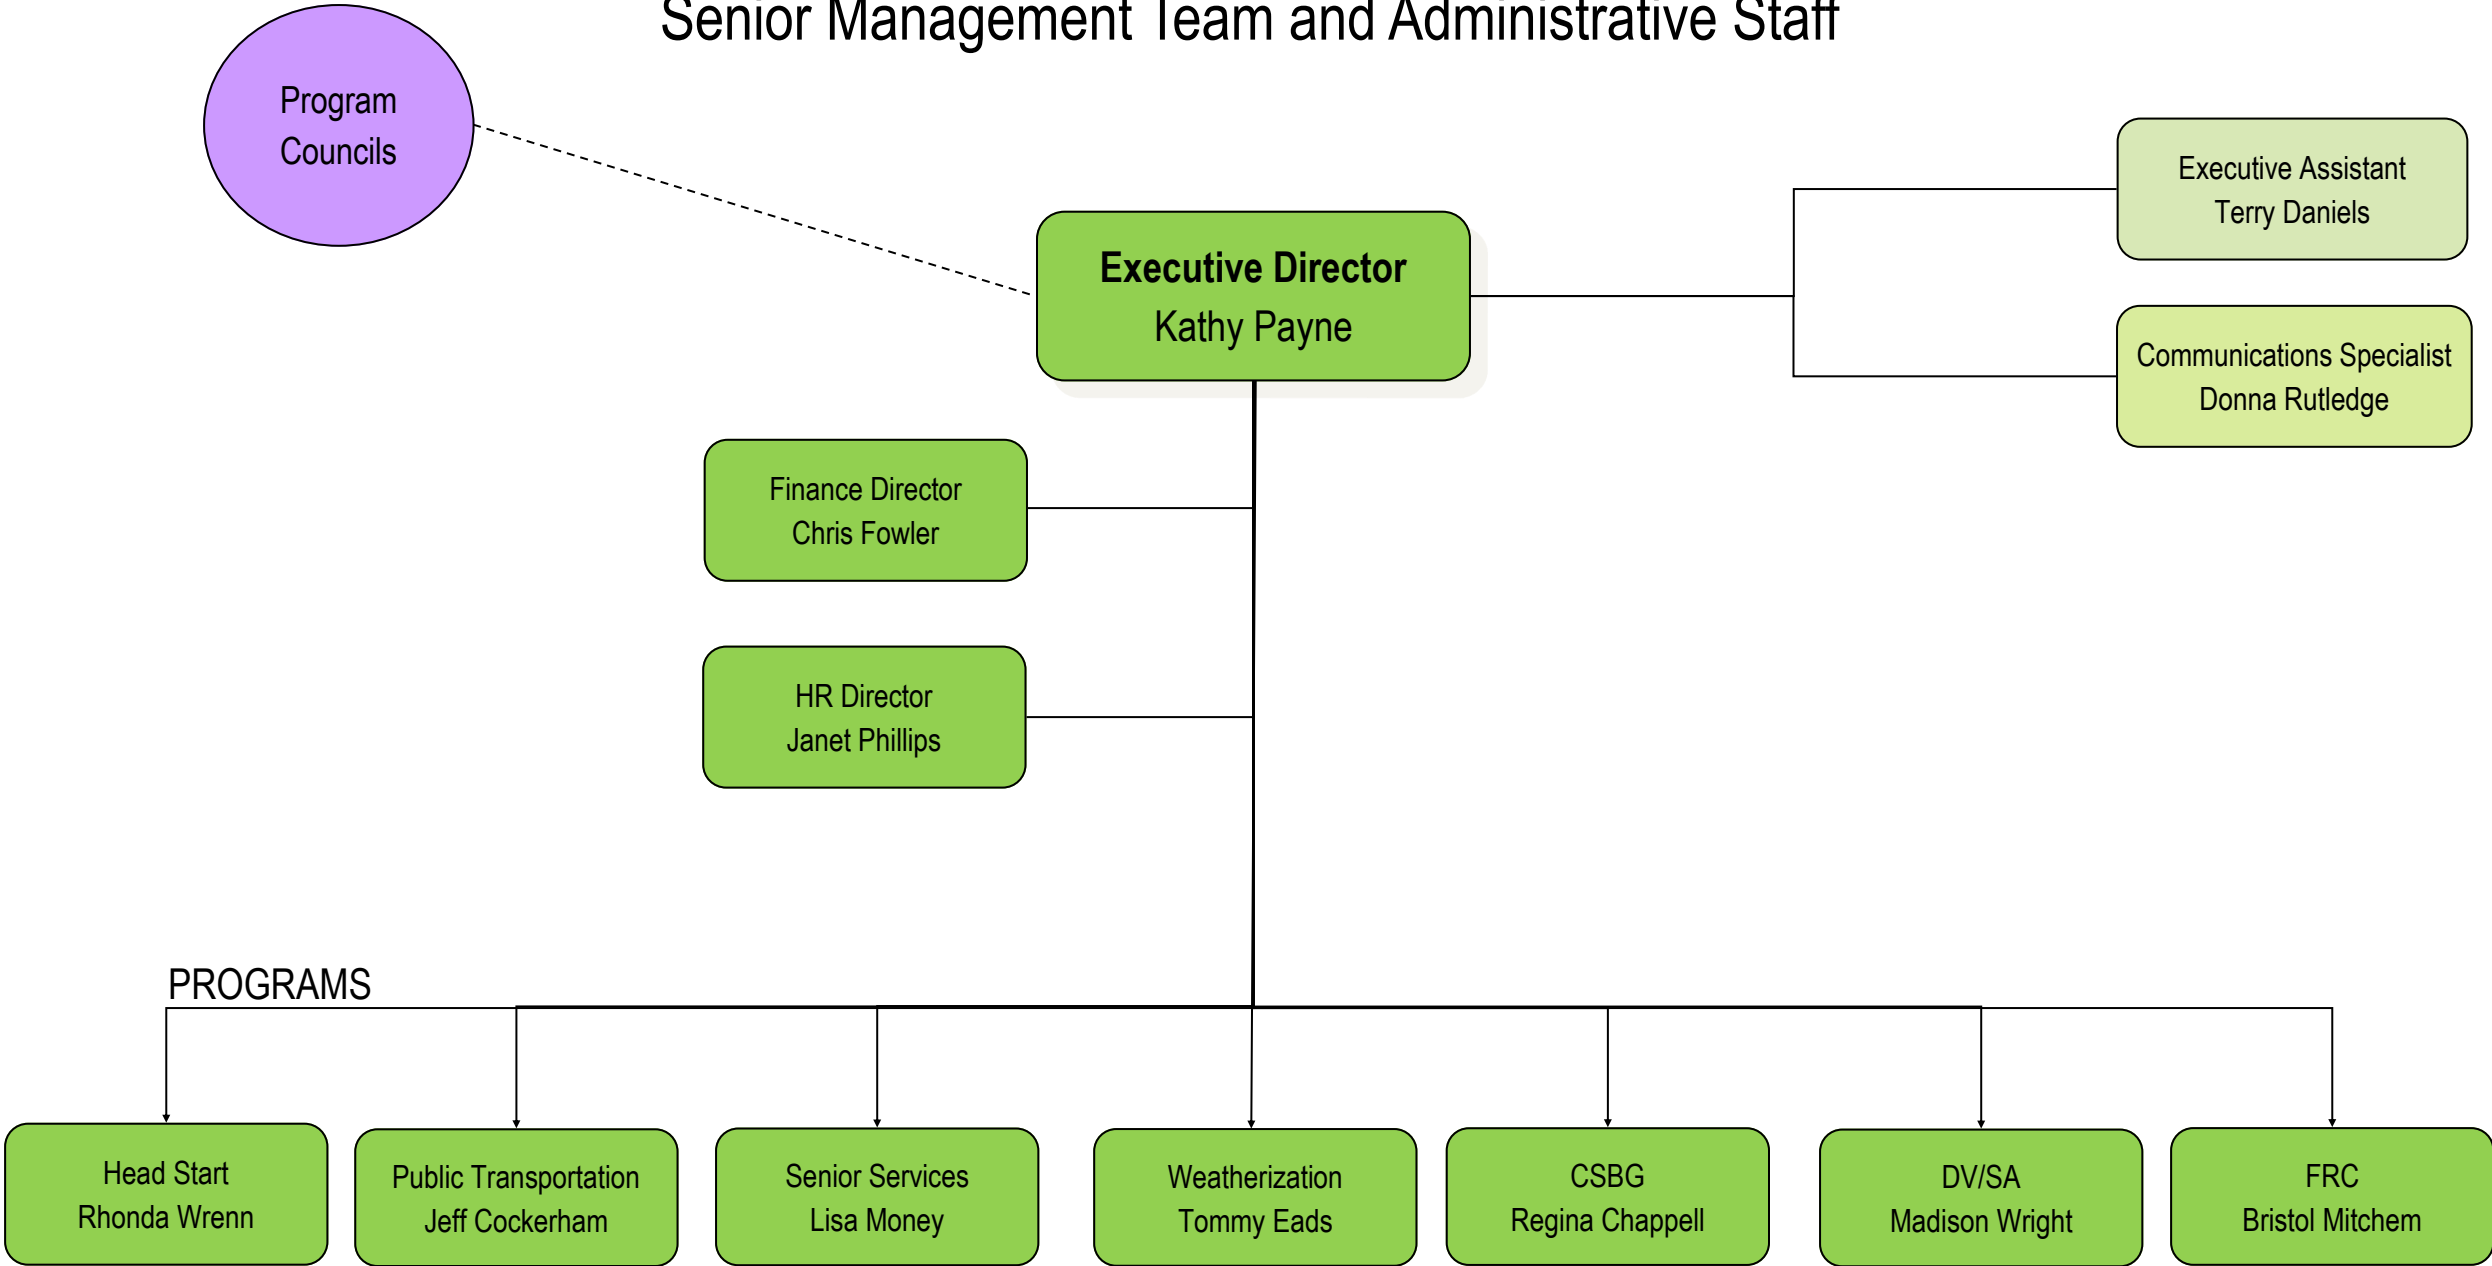 Senior Management Team and Administrative Staff
Program
Councils
Executive Assistant
Terry Daniels
Executive Director
Kathy Payne
Communications Specialist
Donna Rutledge
Finance Director
Chris Fowler
HR Director
Janet Phillips
PROGRAMS
Head Start
Rhonda Wrenn
Public Transportation
Jeff Cockerham
Senior Services
Lisa Money
Weatherization
Tommy Eads
CSBG
Regina Chappell
DV/SA
Madison Wright
FRC
Bristol Mitchem